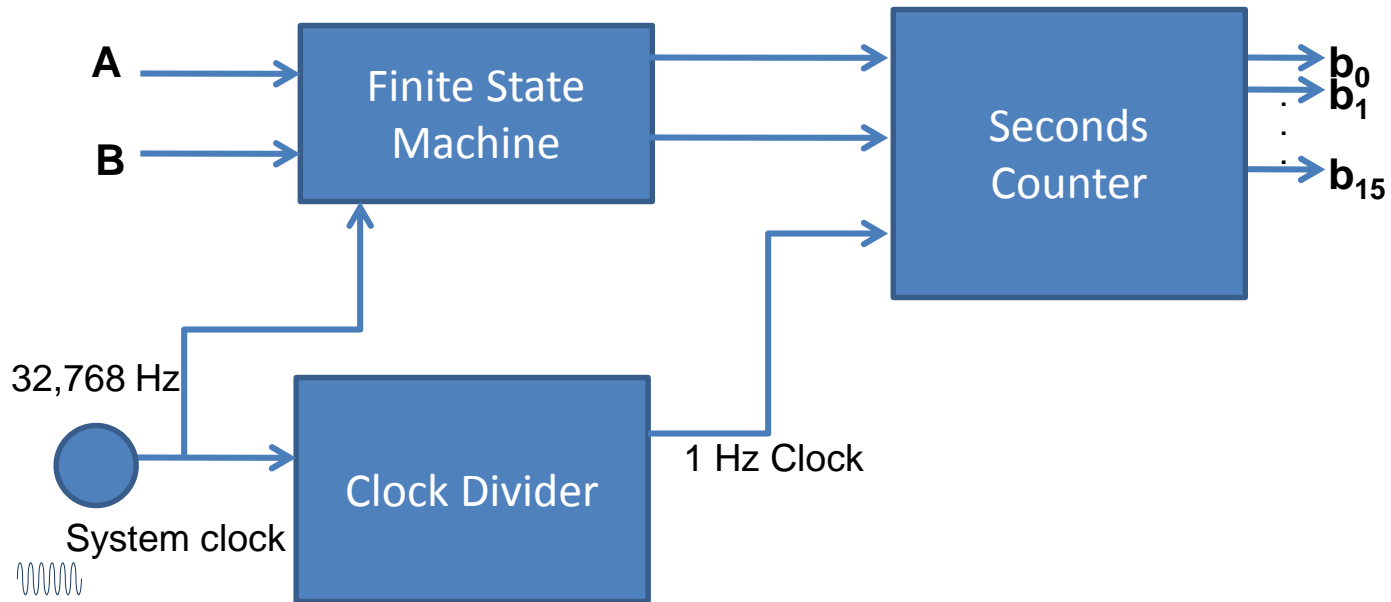 A
B
Finite State
Machine
Seconds
Counter
b0
b1
.
.
.
b15
32,768 Hz
System clock
Clock Divider
1 Hz Clock